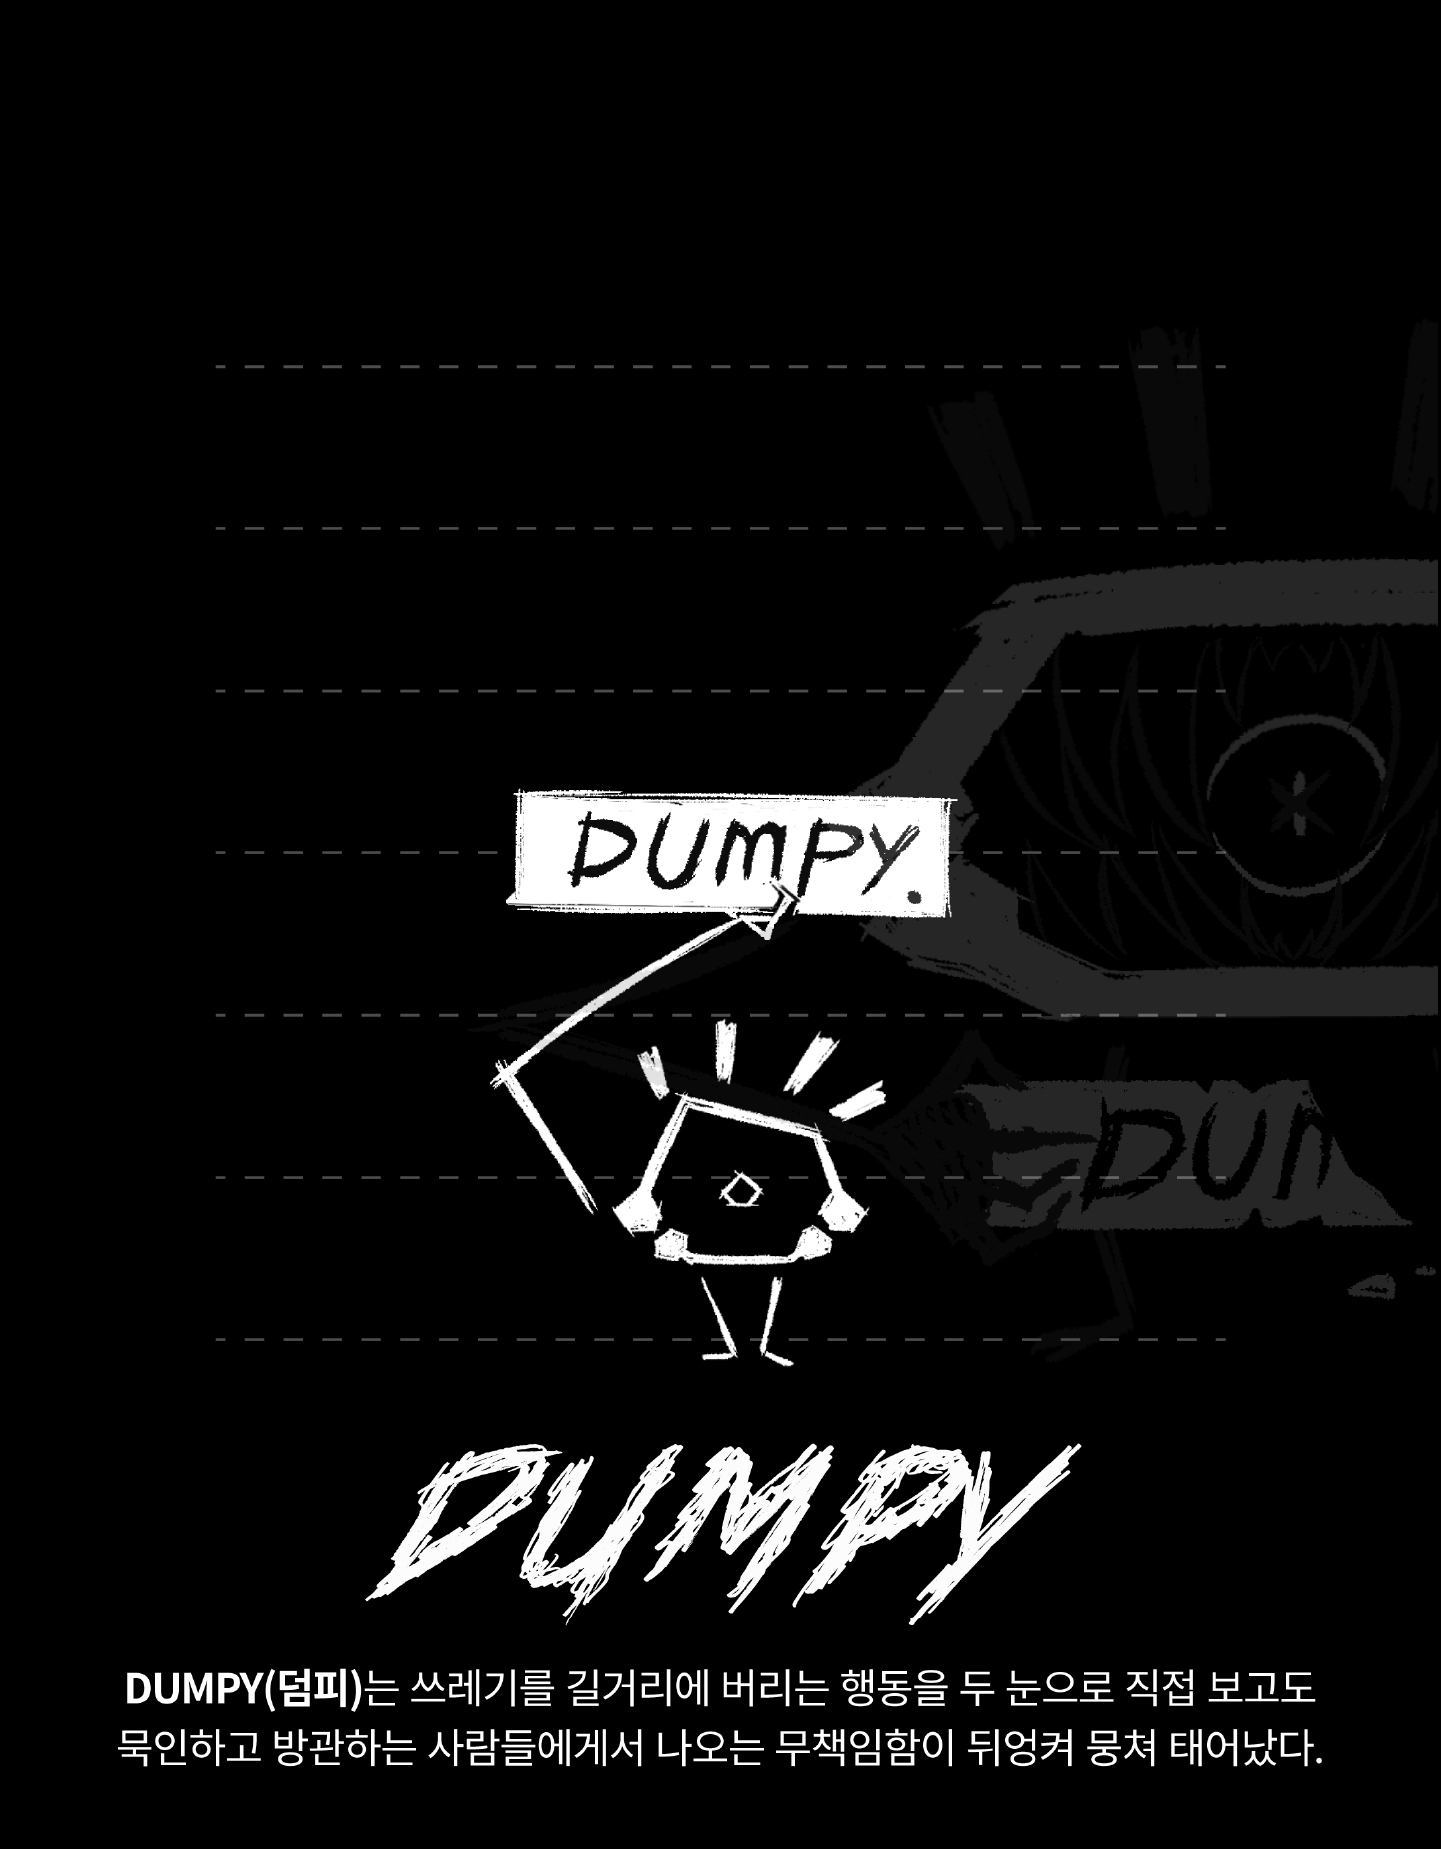 DUMPY.
DUM
DUMPY
DUMPY(덤피)는 쓰레기를 길거리에 버리는 행동을 두 눈으로 직접 보고도
묵인하고 방관하는 사람들에게서 나오는 무책임함이 뒤엉켜 뭉쳐 태어났다.